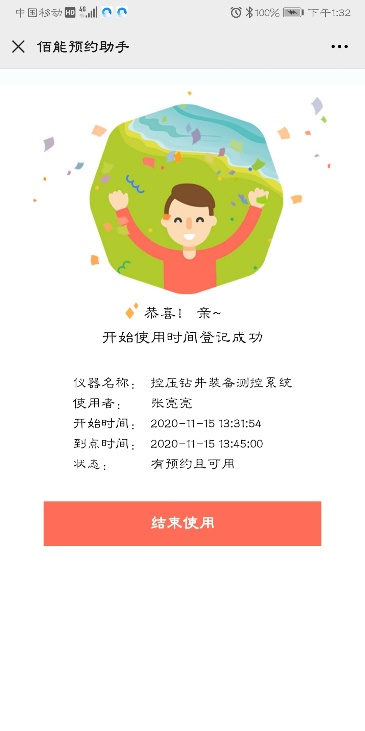 中国移动 HD 4G 100% 下午1:32
佰能预约助手
恭喜! 亲~
开始使用时间登记成功
仪器名称: 控压钻井装备测控系统
使用者: 张亮亮
开始时间: 2020-11-15 13:31:54
到点时间: 2020-11-15 13:45:00
状态: 有预约且可用
结束使用